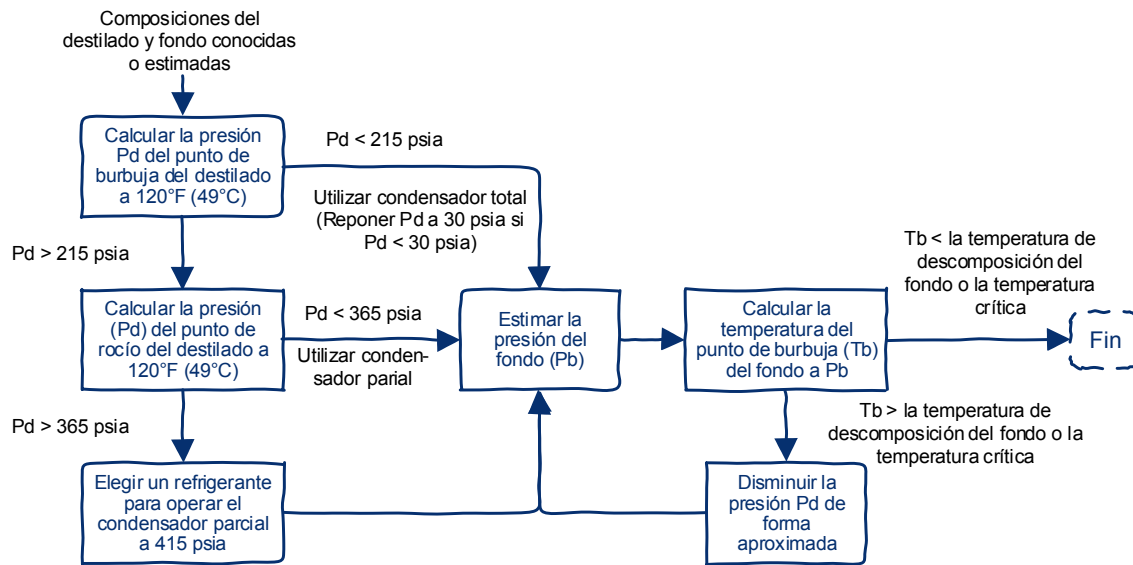 Composiciones del
destilado y fondo conocidas
o estimadas
Calcular la presión
Pd del punto de
burbuja del destilado
a 120°F (49°C)
Pd < 215 psia
Utilizar condensador total
(Reponer Pd a 30 psia si
Pd < 30 psia)
Pd > 215 psia
Calcular la presión
(Pd) del punto de
rocío del destilado a
120°F (49°C)
Pd < 365 psia
Utilizar conden-
sador parial
Estimar la
presión del
fondo (Pb)
Calcular la
temperatura del
punto de burbuja (Tb)
del fondo a Pb
Tb < la temperatura de
descomposición del
fondo o la temperatura
crítica
Fin
Pd > 365 psia
Elegir un refrigerante
para operar el
condensador parcial
a 415 psia
Tb > la temperatura de
descomposición del fondo o la
temperatura crítica
Disminuir la
presión Pd de
forma
aproximada